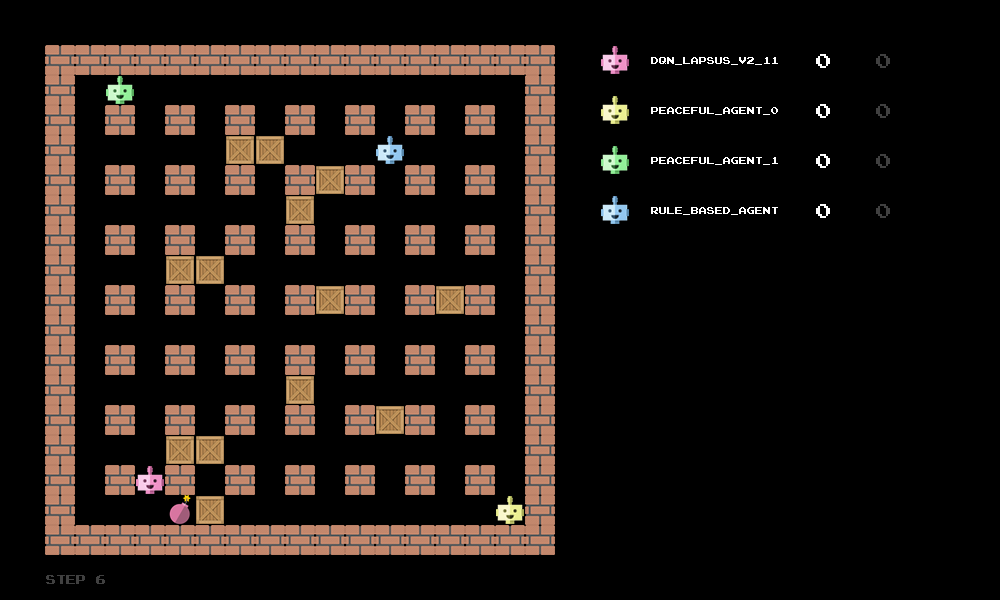 DQN_LAPSUS_V2_11 0 0
PEACEFUL_AGENT_0 0 0
PEACEFUL_AGENT_1 0 0
RULE_BASED_AGENT 0 0
STEP 6